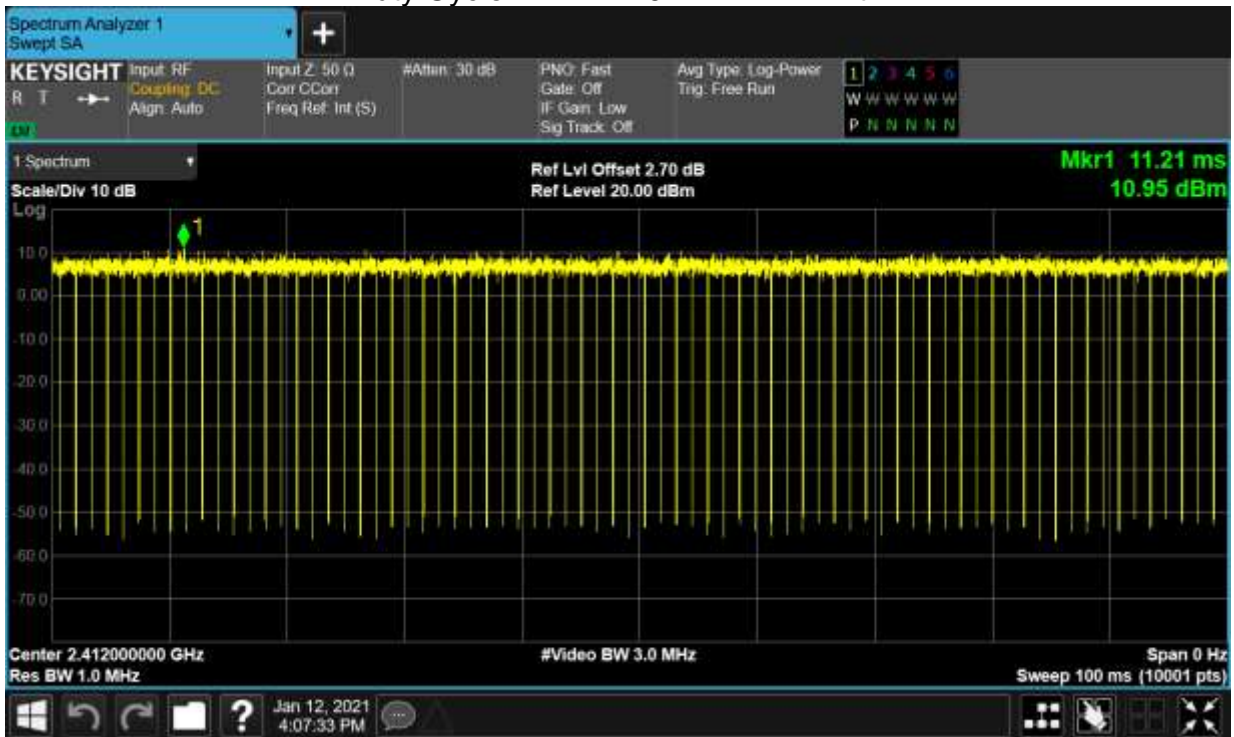 Spectrum Analyzer 1
Swept SA
+
KEYSIGHT Input: RF Input Z: 50 Ω #Atten: 30 dB PNO: Fast Avg Type: Log-Power 1 2 3 4 5 6
R T Coupling: DC Corr CCorr Gate: Off Trig: Free Run W W W W W W
Align: Auto Freq Ref: Int (S) IF Gain: Low
Sig Track: Off P N N N N N
1 Spectrum Ref Lvl Offset 2.70 dB Mkr1 11.21 ms
Scale/Div 10 dB Ref Level 20.00 dBm 10.95 dBm
Log
1
10.0
0.00
-10.0
-20.0
-30.0
-40.0
-50.0
-60.0
-70.0
Center 2.412000000 GHz #Video BW 3.0 MHz Span 0 Hz
Res BW 1.0 MHz Sweep 100 ms (10001 pts)
? Jan 12, 2021
4:07:33 PM